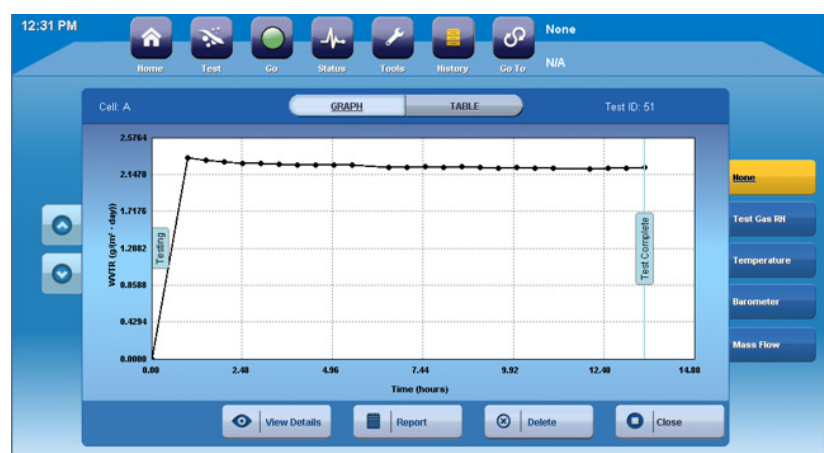 12:31 PM
None
Home Test Go Status Tools History Go To N/A
Cell: A GRAPH TABLE Test ID: 51
2.5764
2.1470
1.7176
1.2882
0.8588
0.4294
0.0000
WVTR (g/(m² · day))
Testing
Test Complete
0.00 2.48 4.96 7.44 9.92 12.40 14.88
Time (hours)
None
Test Gas RH
Temperature
Barometer
Mass Flow
View Details Report Delete Close